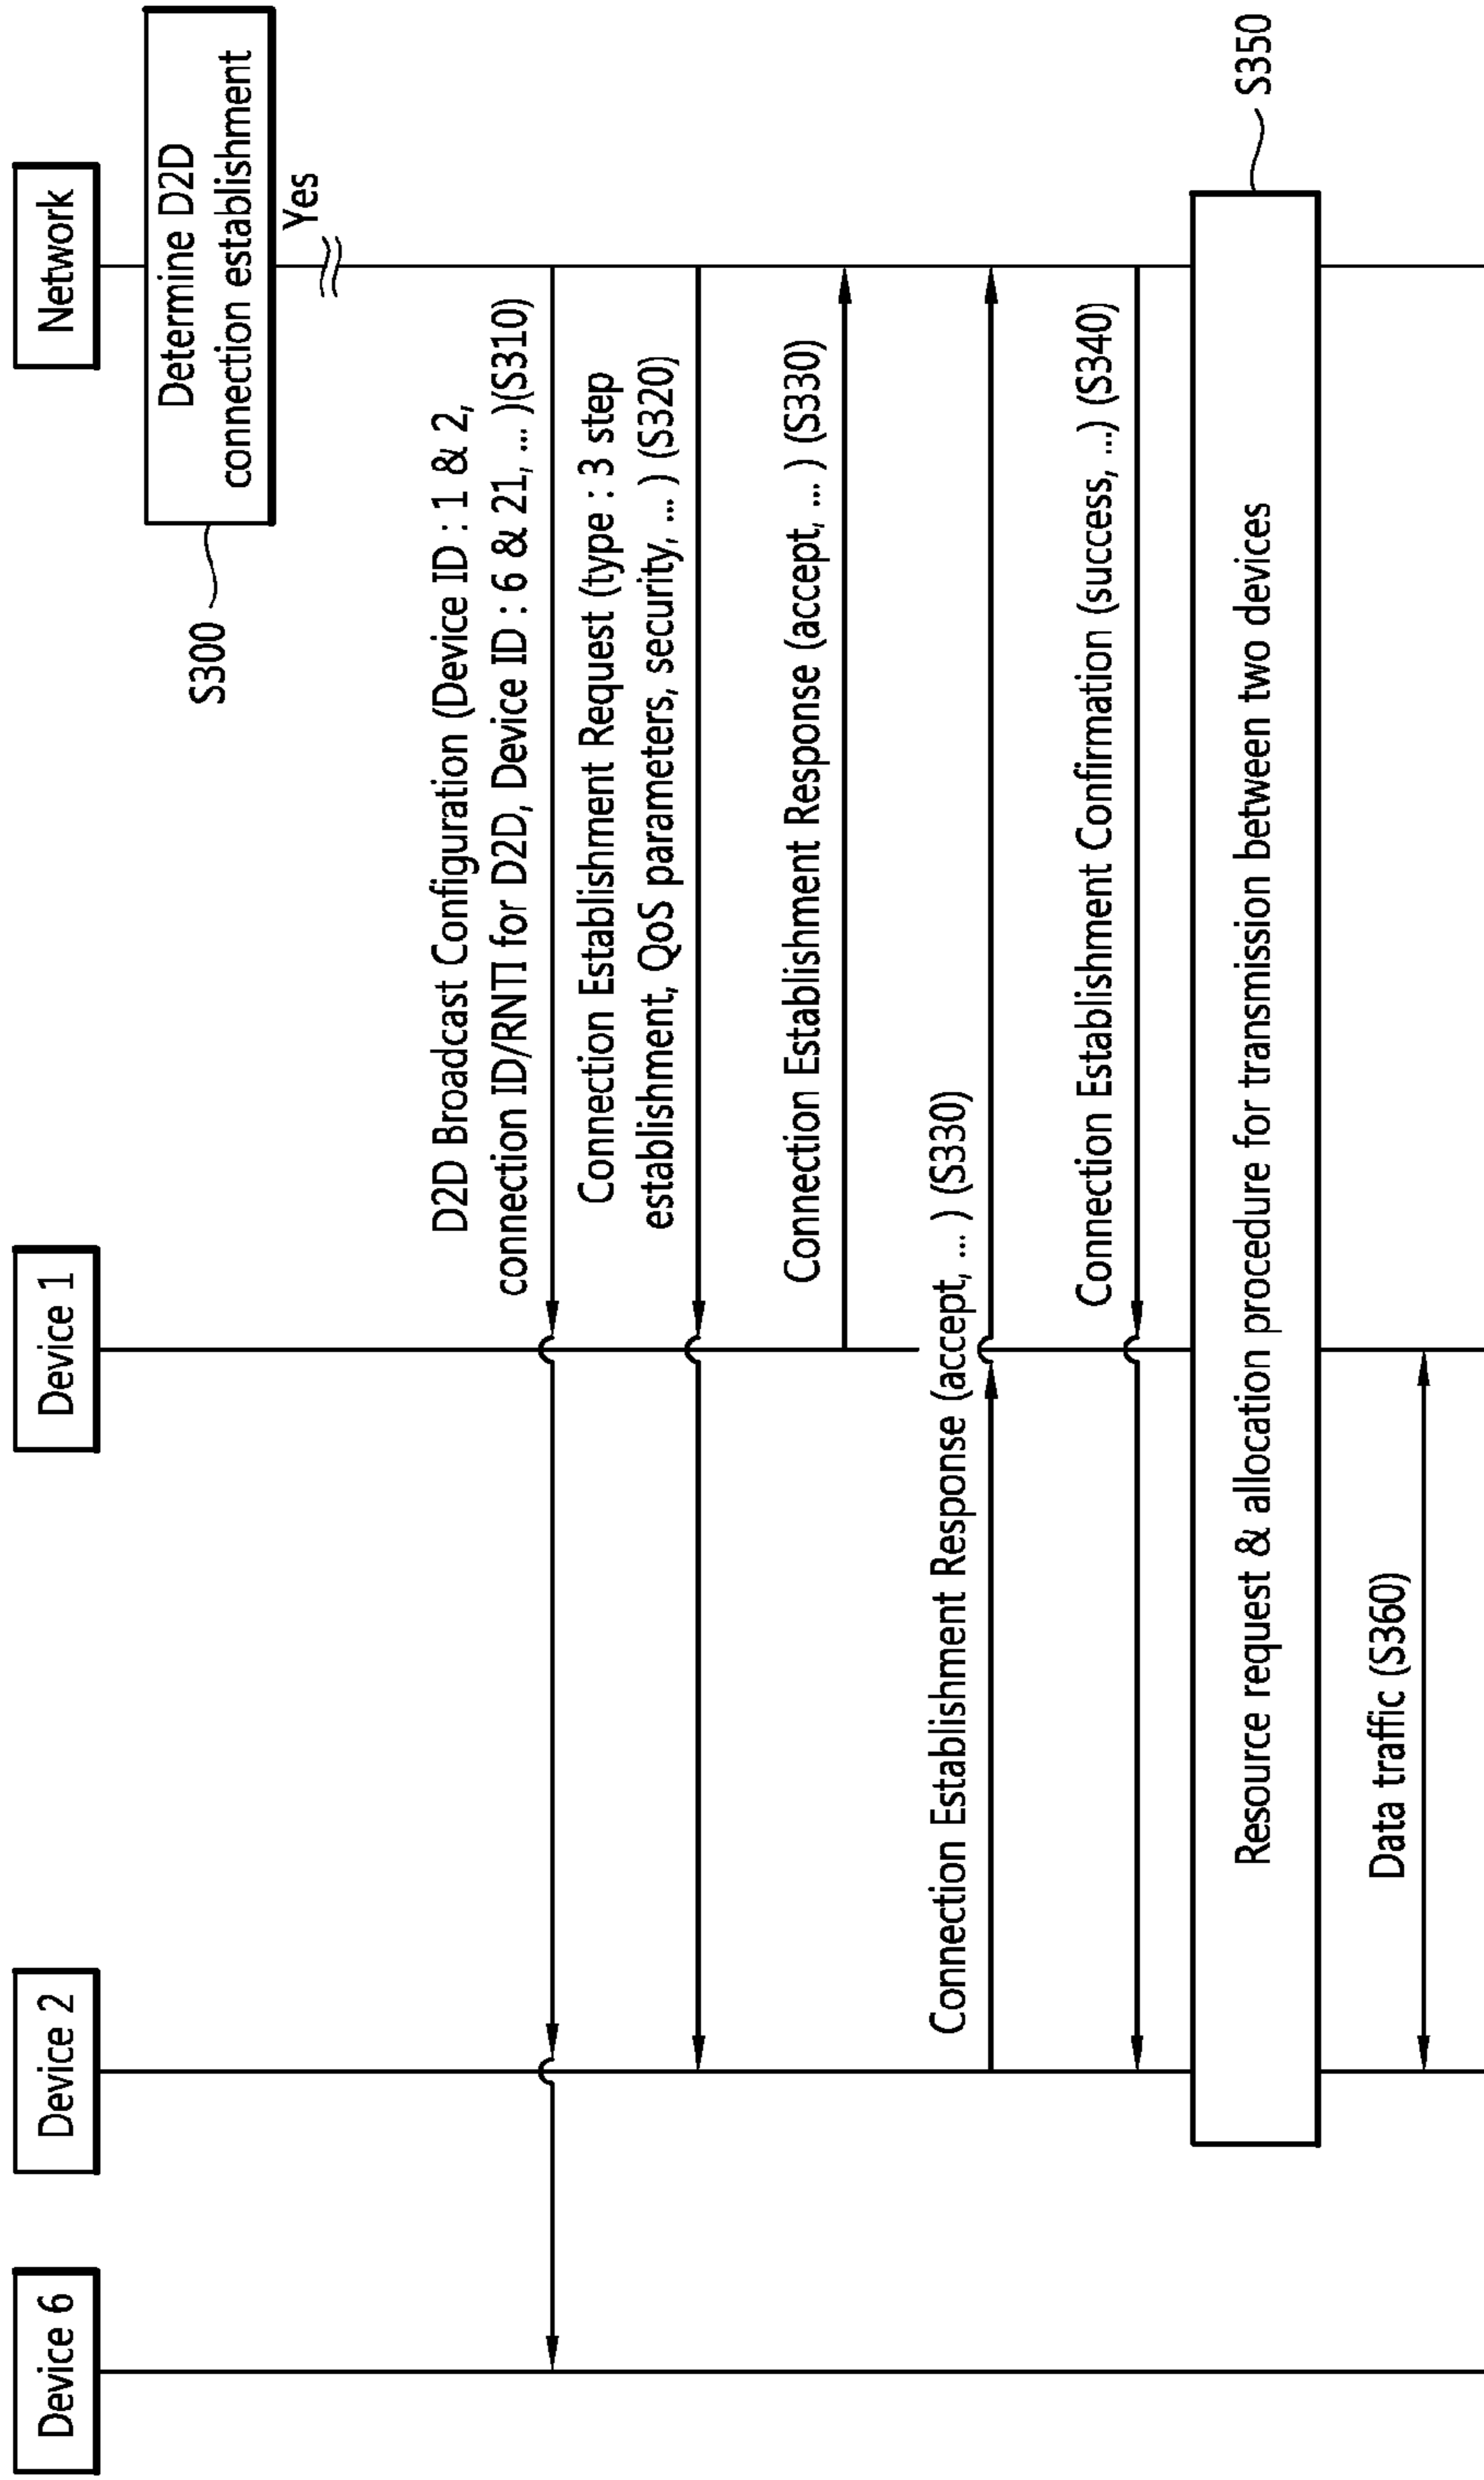 Device 6
Device 2
Device 1
Network
Determine D2D
connection establishment
S300
Yes
D2D Broadcast Configuration (Device ID : 1 & 2,
connection ID/RNTI for D2D, Device ID : 6 & 21, ... )(S310)
Connection Establishment Request (type : 3 step
establishment, QoS parameters, security, ... ) (S320)
Connection Establishment Response (accept, ... ) (S330)
Connection Establishment Response (accept, ... ) (S330)
Connection Establishment Confirmation (success, ...) (S340)
Resource request & allocation procedure for transmission between two devices
S350
Data traffic (S360)